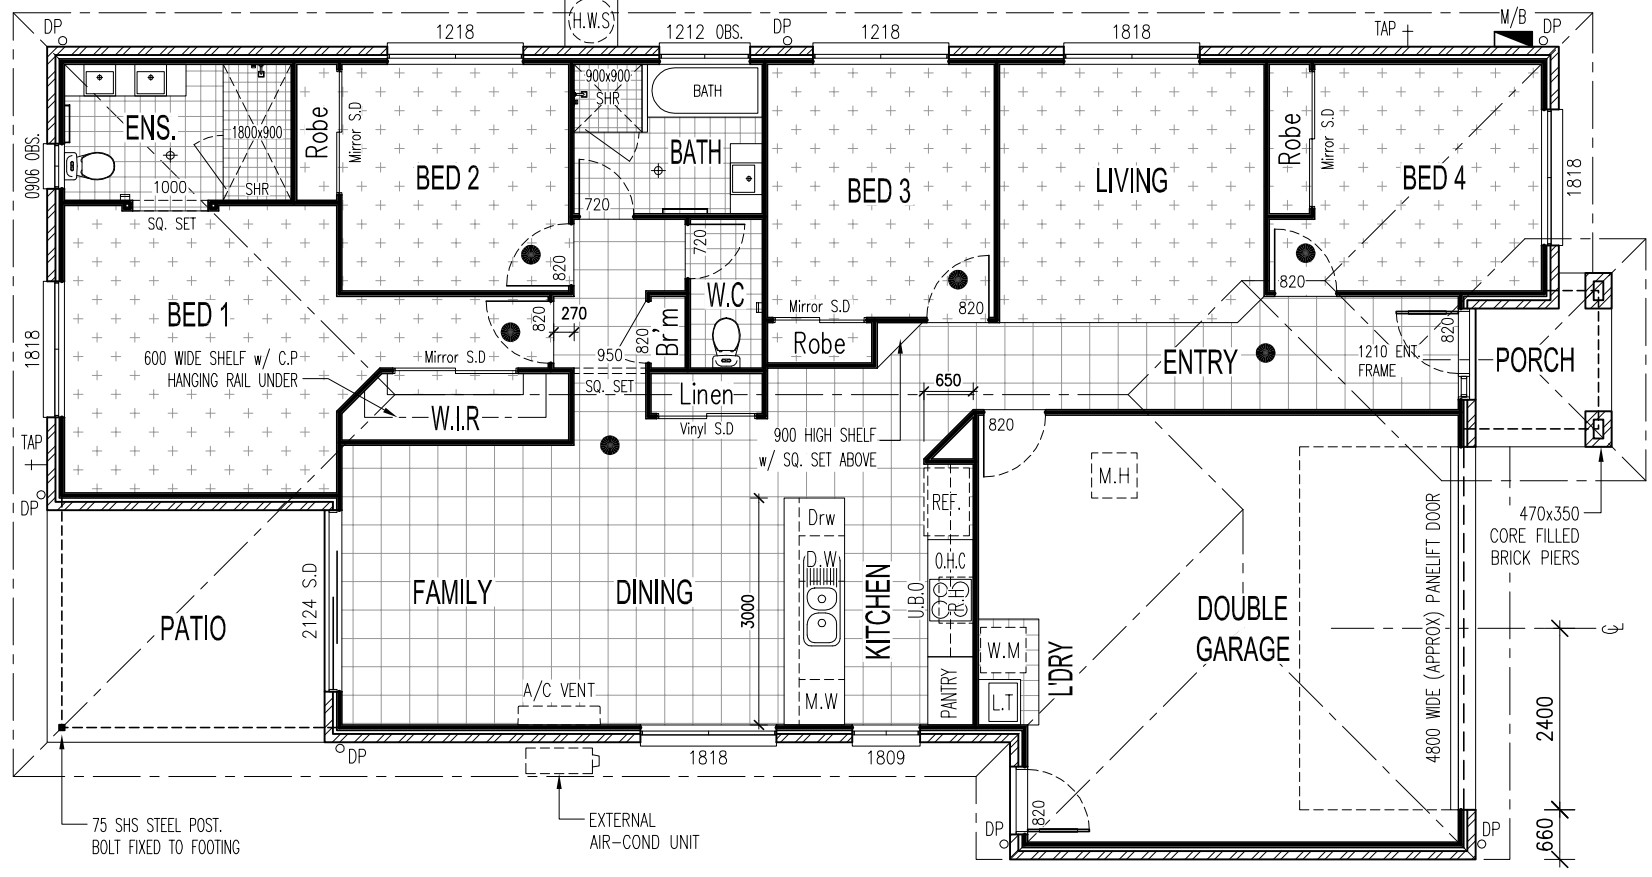 DP
1218
H.W.S
1212 OBS.
DP
1218
1818
TAP
M/B
DP
ENS.
1800x900
SHR
1000
SQ. SET
0906 OBS.
Robe
Mirror S.D
BED 2
820
900x900
SHR
BATH
BATH
720
720
W.C
BED 3
820
Mirror S.D
Robe
LIVING
Robe
Mirror S.D
BED 4
820
1818
BED 1
1818
600 WIDE SHELF w/ C.P
HANGING RAIL UNDER
Mirror S.D
W.I.R
820
270
950
820
SQ. SET
Br'm
Linen
Vinyl S.D
ENTRY
1210 ENT.
FRAME
820
PORCH
650
900 HIGH SHELF
w/ SQ. SET ABOVE
820
M.H
TAP
DP
470x350
CORE FILLED
BRICK PIERS
PATIO
2124 S.D
FAMILY
DINING
3000
Drw
D.W
M.W
KITCHEN
REF.
O.H.C
U.B.O
R.H
PANTRY
W.M
L.T
L'DRY
DOUBLE
GARAGE
4800 WIDE (APPROX) PANELIFT DOOR
2400
660
A/C VENT
DP
1818
1809
820
DP
DP
75 SHS STEEL POST.
BOLT FIXED TO FOOTING
EXTERNAL
AIR-COND UNIT